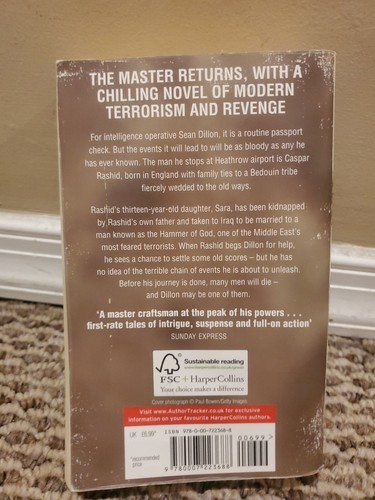 THE MASTER RETURNS, WITH A
CHILLING NOVEL OF MODERN
TERRORISM AND REVENGE
For intelligence operative Sean Dillon, it is a routine passport
check. But the events it will lead to will be as bloody as any he
has ever known. The man he stops at Heathrow airport is Caspar
Rashid, born in England with family ties to a Bedouin tribe
fiercely wedded to the old ways.
Rashid's thirteen-year-old daughter, Sara, has been kidnapped
by Rashid's own father and taken to Iraq to be married to a
man known as the Hammer of God, one of the Middle East's
most feared terrorists. When Rashid begs Dillon for help,
he sees a chance to settle some old scores – but he has
no idea of the terrible chain of events he is about to unleash.
Before his journey is done, many men will die –
and Dillon may be one of them.
'A master craftsman at the peak of his powers . . .
first-rate tales of intrigue, suspense and full-on action'
SUNDAY EXPRESS
Sustainable reading
www.harpercollins.co.uk/green
FSC + HarperCollins
Your choice makes a difference
Cover photograph © Paul Bowen/Getty Images
Visit www.AuthorTracker.co.uk for exclusive
information on your favourite HarperCollins authors.
UK £6.99*
ISBN 978-0-00-722368-8
00699
*recommended
price
9780007223688